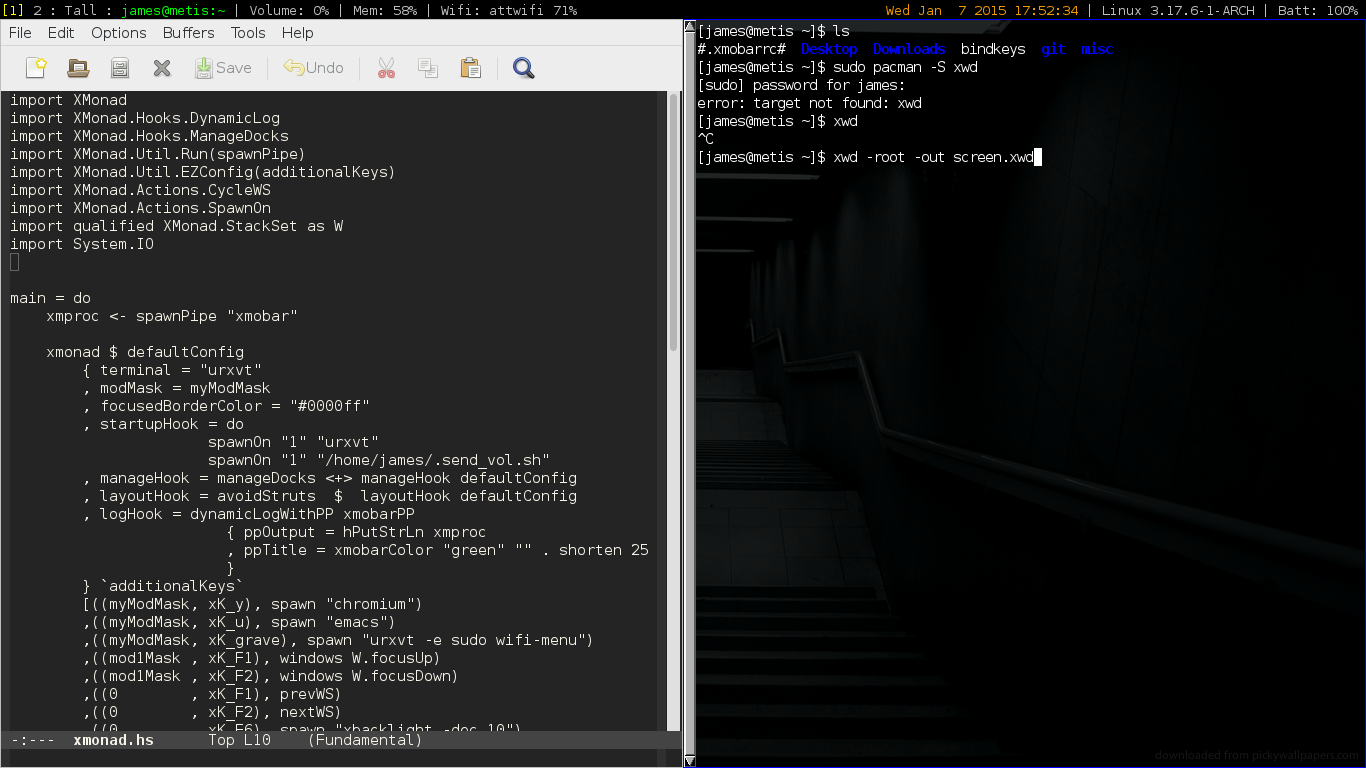 [1] 2 : Tall : james@metis:~ | Volume: 0% | Mem: 58% | Wifi: attwifi 71%
Wed Jan  7 2015 17:52:34 | Linux 3.17.6-1-ARCH | Batt: 100%
File Edit Options Buffers Tools Help
Save Undo
import XMonad
import XMonad.Hooks.DynamicLog
import XMonad.Hooks.ManageDocks
import XMonad.Util.Run(spawnPipe)
import XMonad.Util.EZConfig(additionalKeys)
import XMonad.Actions.CycleWS
import XMonad.Actions.SpawnOn
import qualified XMonad.StackSet as W
import System.IO
main = do
    xmproc <- spawnPipe "xmobar"
    xmonad $ defaultConfig
        { terminal = "urxvt"
        , modMask = myModMask
        , focusedBorderColor = "#0000ff"
        , startupHook = do
                      spawnOn "1" "urxvt"
                      spawnOn "1" "/home/james/.send_vol.sh"
        , manageHook = manageDocks <+> manageHook defaultConfig
        , layoutHook = avoidStruts  $  layoutHook defaultConfig
        , logHook = dynamicLogWithPP xmobarPP
                        { ppOutput = hPutStrLn xmproc
                        , ppTitle = xmobarColor "green" "" . shorten 25
                        }
        } `additionalKeys`
        [((myModMask, xK_y), spawn "chromium")
        ,((myModMask, xK_u), spawn "emacs")
        ,((myModMask, xK_grave), spawn "urxvt -e sudo wifi-menu")
        ,((mod1Mask , xK_F1), windows W.focusUp)
        ,((mod1Mask , xK_F2), windows W.focusDown)
        ,((0        , xK_F1), prevWS)
        ,((0        , xK_F2), nextWS)
        ,((0        , xK_F6), spawn "xbacklight -dec 10")
-:---  xmonad.hs      Top L10    (Fundamental)
[james@metis ~]$ ls
#.xmobarrc#  Desktop  Downloads  bindkeys  git  misc
[james@metis ~]$ sudo pacman -S xwd
[sudo] password for james:
error: target not found: xwd
[james@metis ~]$ xwd
^C
[james@metis ~]$ xwd -root -out screen.xwd
downloaded from pickywallpapers.com